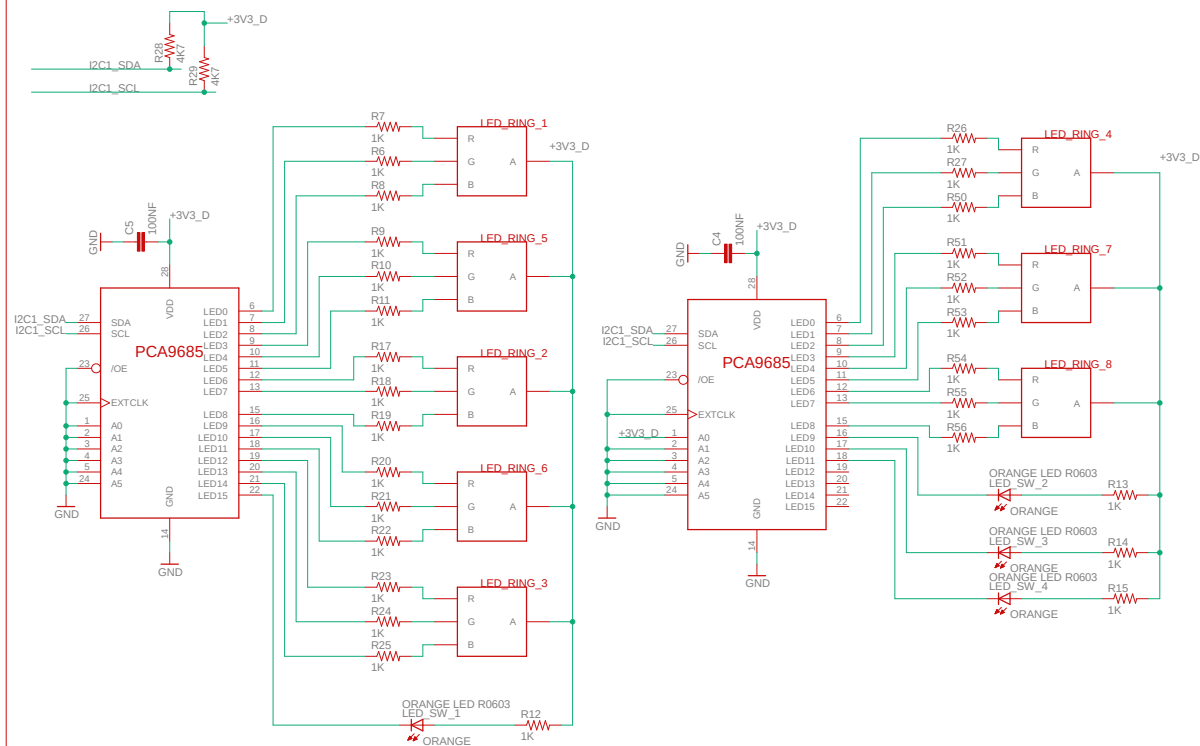 +3V3_D
R28
4K7
R29
4K7
I2C1_SDA
I2C1_SCL
R7
1K
R6
1K
R8
1K
LED_RING_1
R
G
B
A
+3V3_D
R9
1K
R10
1K
R11
1K
LED_RING_5
R
G
B
A
R17
1K
R18
1K
R19
1K
LED_RING_2
R
G
B
A
R20
1K
R21
1K
R22
1K
LED_RING_6
R
G
B
A
R23
1K
R24
1K
R25
1K
LED_RING_3
R
G
B
A
ORANGE LED R0603
LED_SW_1
ORANGE
R12
1K
GND
C5
100NF
+3V3_D
28
VDD
I2C1_SDA
27
SDA
I2C1_SCL
26
SCL
PCA9685
23
/OE
25
EXTCLK
1
A0
2
A1
3
A2
4
A3
5
A4
24
A5
GND
GND
14
GND
LED0
6
LED1
7
LED2
8
LED3
9
LED4
10
LED5
11
LED6
12
LED7
13
LED8
15
LED9
16
LED10
17
LED11
18
LED12
19
LED13
20
LED14
21
LED15
22
R26
1K
R27
1K
R50
1K
LED_RING_4
R
G
B
A
+3V3_D
R51
1K
R52
1K
R53
1K
LED_RING_7
R
G
B
A
R54
1K
R55
1K
R56
1K
LED_RING_8
R
G
B
A
ORANGE LED R0603
LED_SW_2
ORANGE
R13
1K
ORANGE LED R0603
LED_SW_3
ORANGE
R14
1K
ORANGE LED R0603
LED_SW_4
ORANGE
R15
1K
GND
C4
100NF
+3V3_D
28
VDD
I2C1_SDA
27
SDA
I2C1_SCL
26
SCL
PCA9685
23
/OE
25
EXTCLK
+3V3_D
1
A0
2
A1
3
A2
4
A3
5
A4
24
A5
GND
GND
14
GND
LED0
6
LED1
7
LED2
8
LED3
9
LED4
10
LED5
11
LED6
12
LED7
13
LED8
15
LED9
16
LED10
17
LED11
18
LED12
19
LED13
20
LED14
21
LED15
22